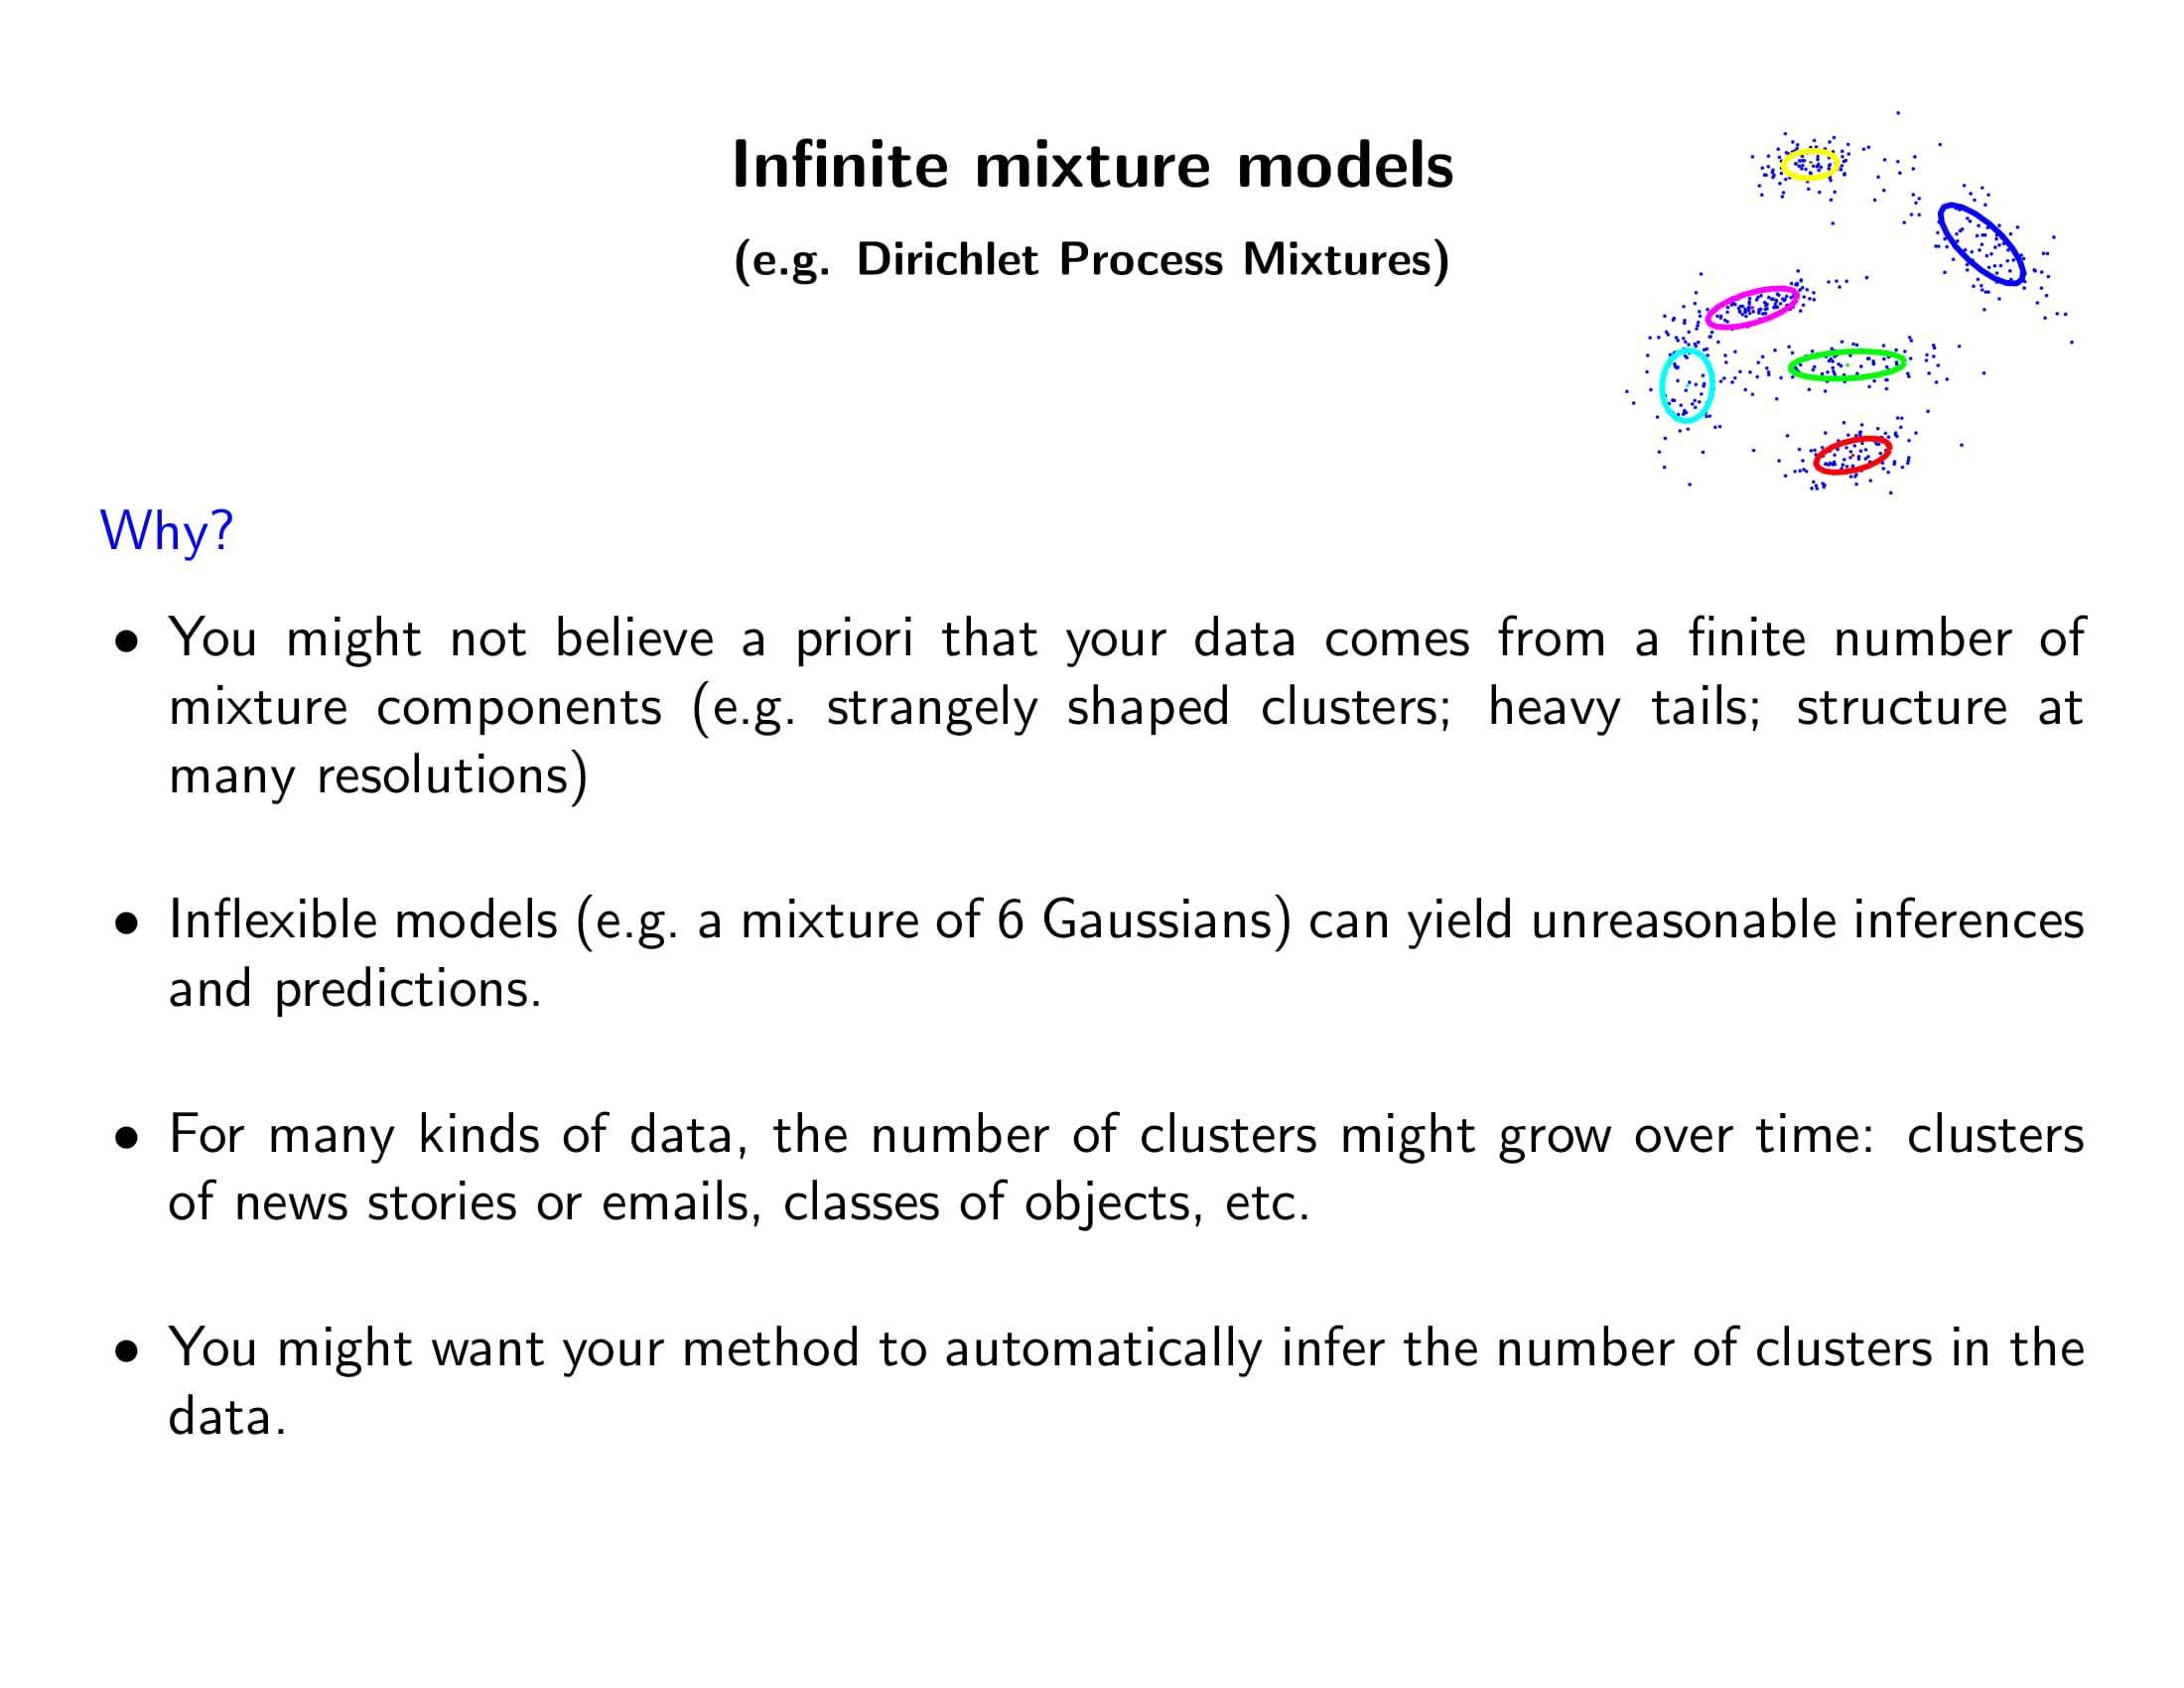 Infinite mixture models
(e.g. Dirichlet Process Mixtures)
Why?
• You might not believe a priori that your data comes from a finite number of
mixture components (e.g. strangely shaped clusters; heavy tails; structure at
many resolutions)
• Inflexible models (e.g. a mixture of 6 Gaussians) can yield unreasonable inferences
and predictions.
• For many kinds of data, the number of clusters might grow over time: clusters
of news stories or emails, classes of objects, etc.
• You might want your method to automatically infer the number of clusters in the
data.